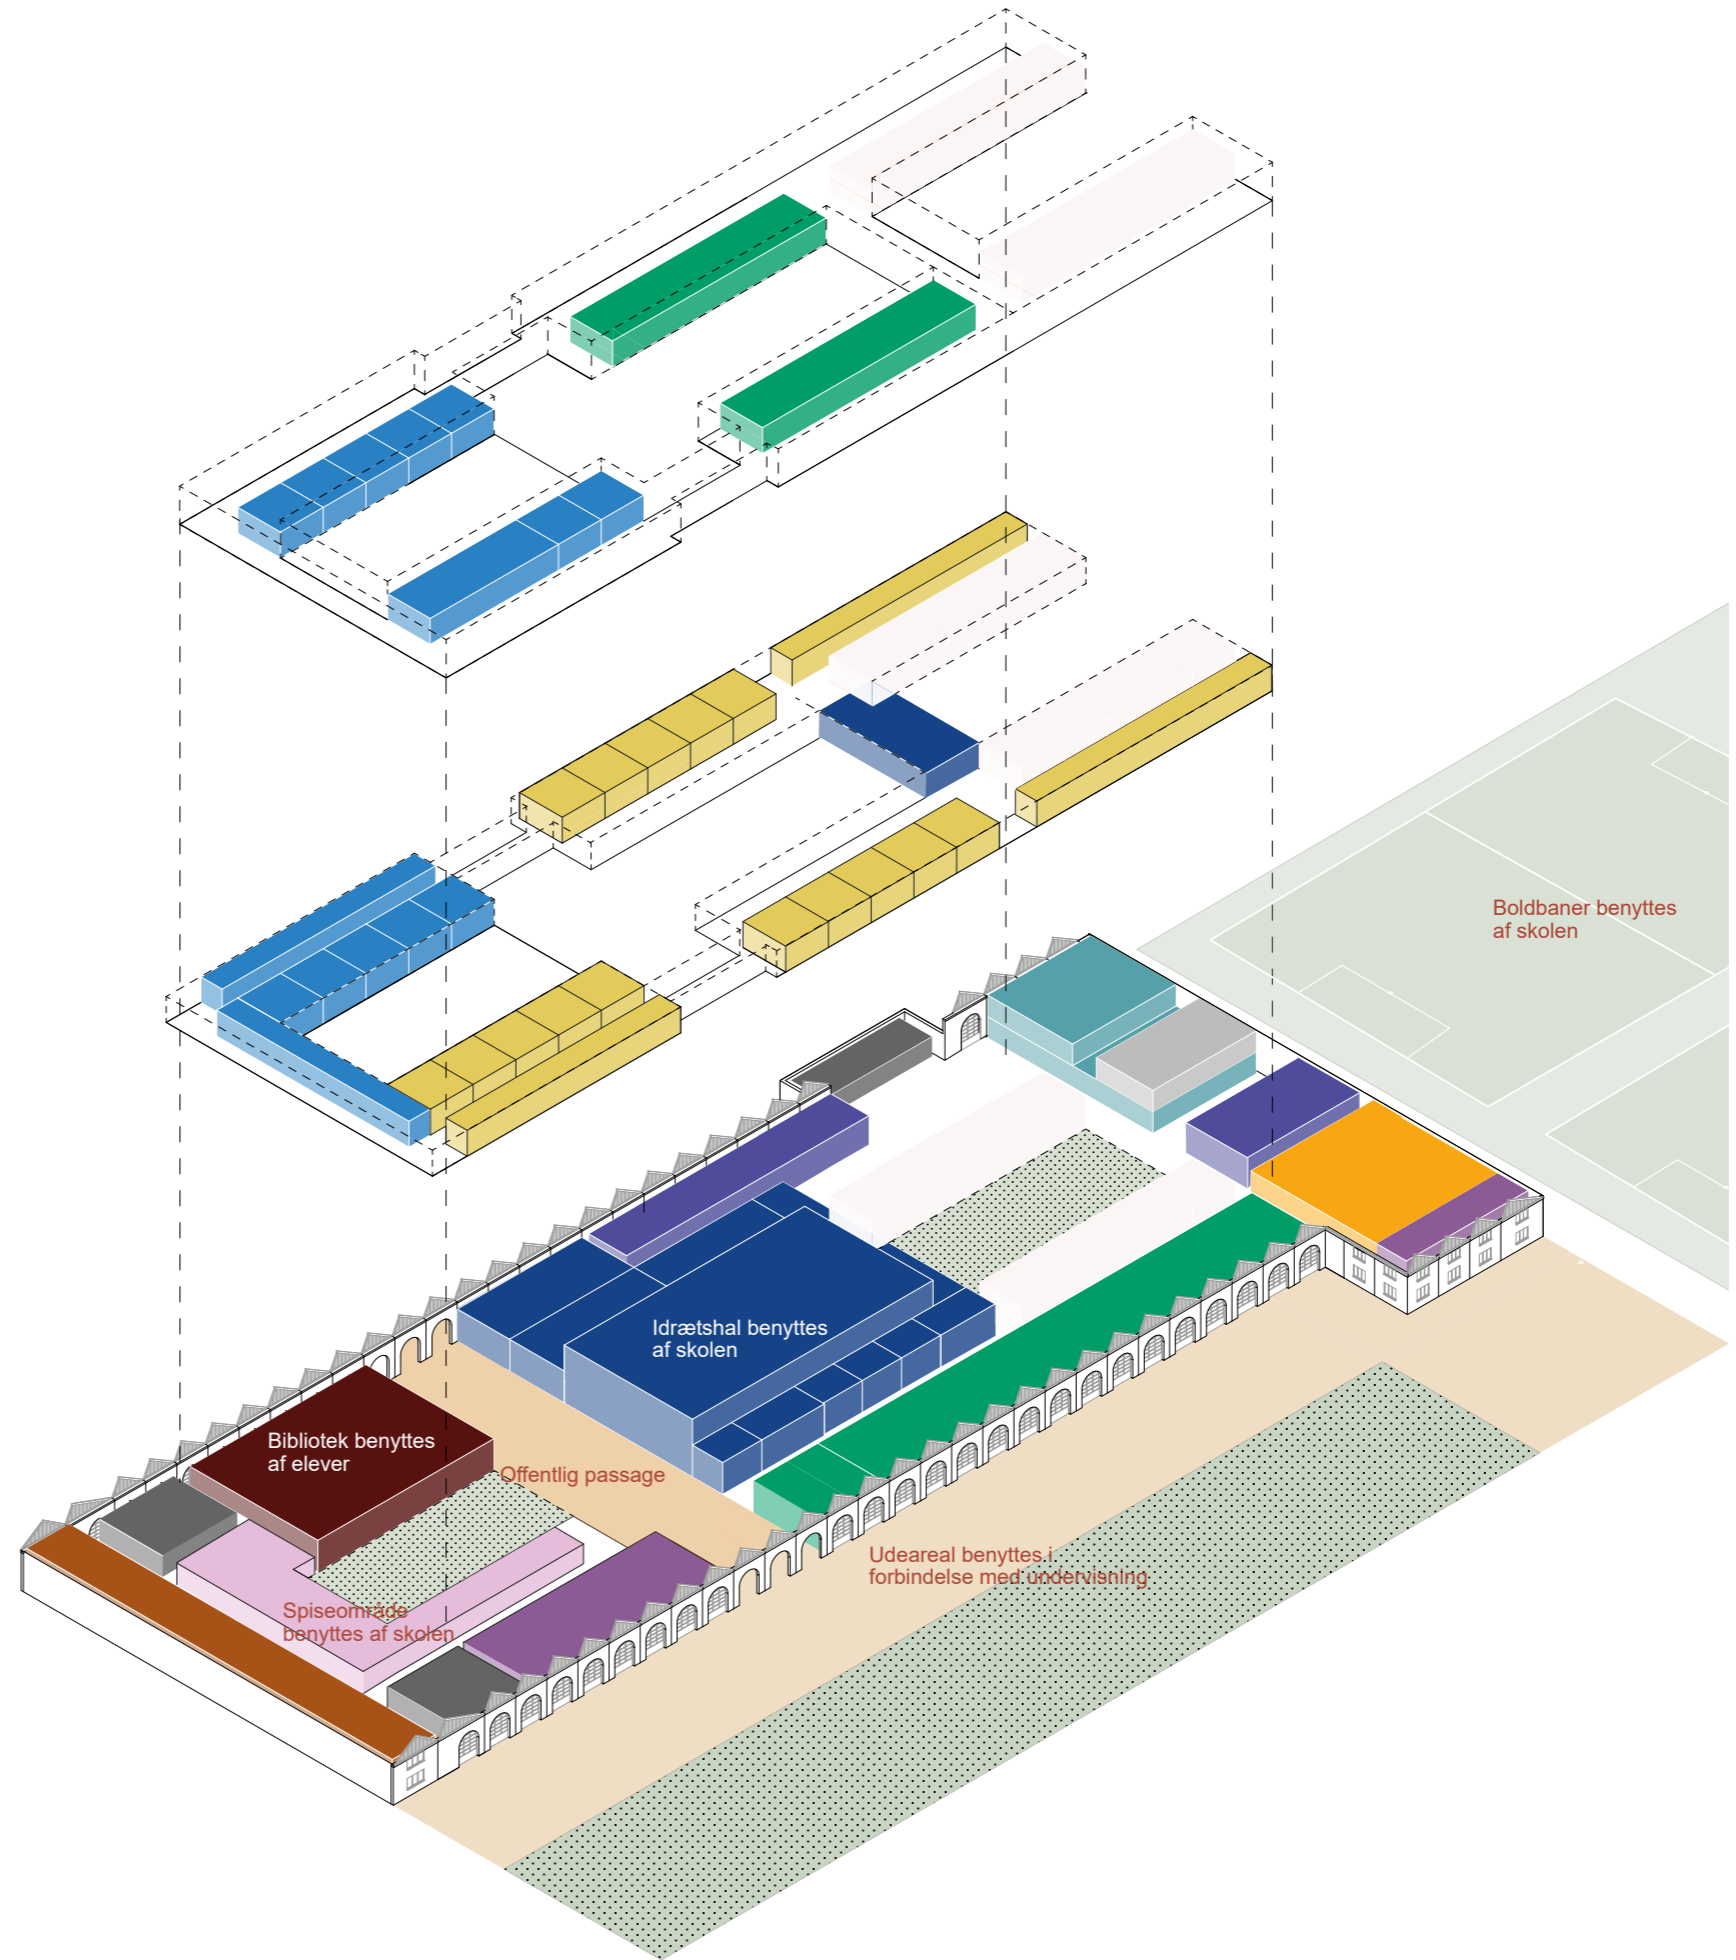 Boldbaner benyttes
af skolen
Idrætshal benyttes
af skolen
Bibliotek benyttes
af elever
Offentlig passage
Udeareal benyttes i
forbindelse med undervisning
Spiseområde
benyttes af skolen